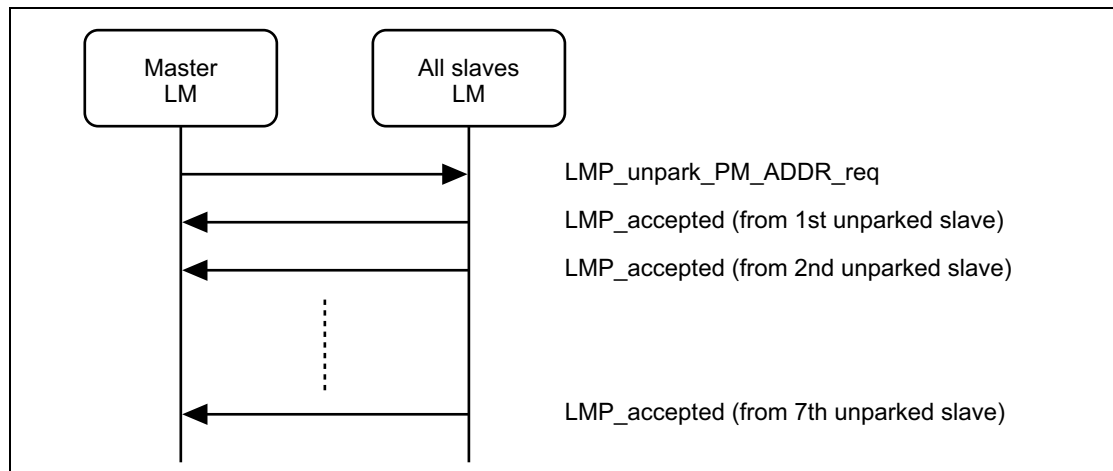 Master
LM
All slaves
LM
LMP_unpark_PM_ADDR_req
LMP_accepted (from 1st unparked slave)
LMP_accepted (from 2nd unparked slave)
LMP_accepted (from 7th unparked slave)